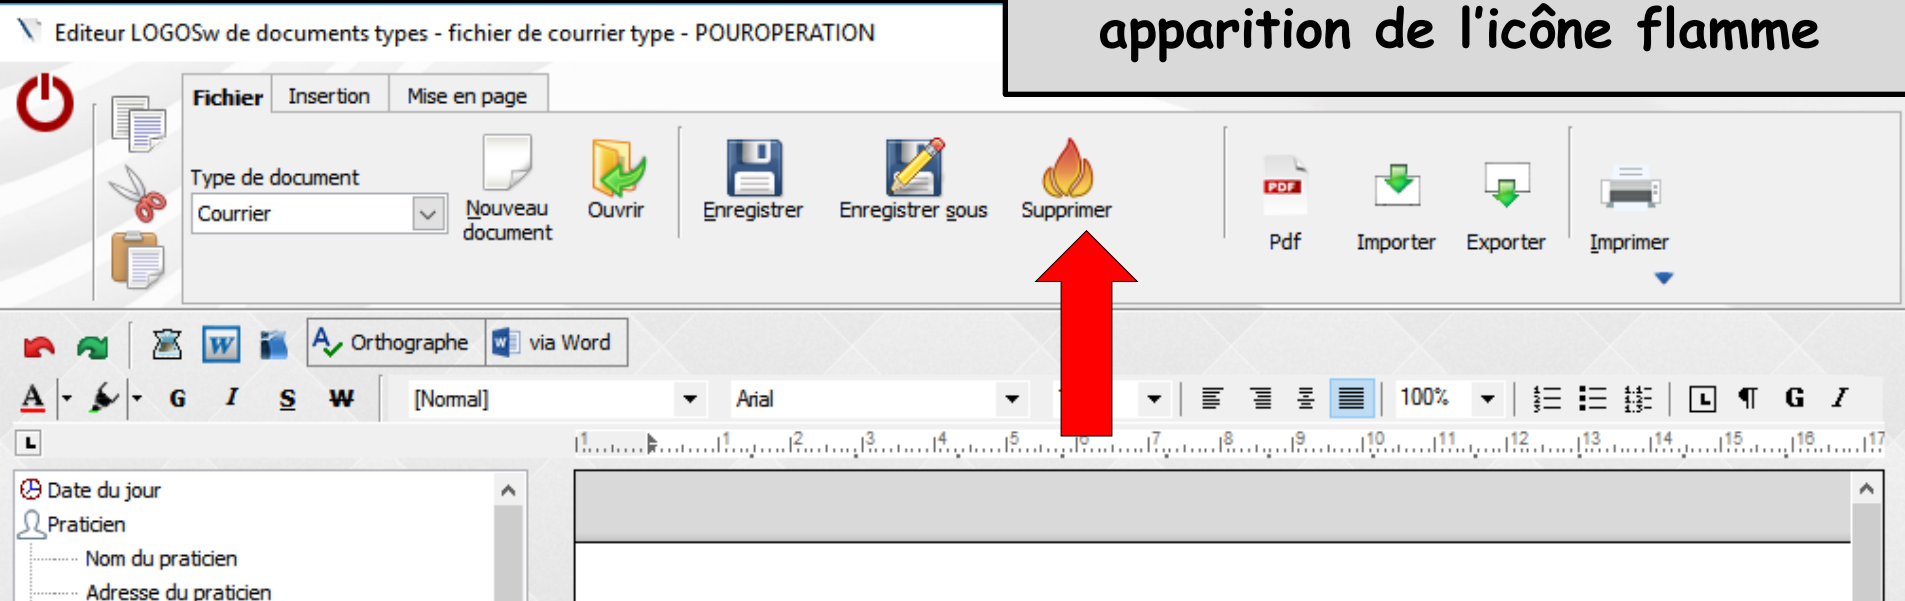 apparition de l'icône flamme
Editeur LOGOSw de documents types - fichier de courrier type - POUROPERATION
Fichier Insertion Mise en page
Type de document
Courrier
Nouveau document
Ouvrir
Enregistrer
Enregistrer sous
Supprimer
Pdf
Importer
Exporter
Imprimer
Orthographe via Word
A G I S W [Normal] Arial 100% G I
1 1 2 3 4 5 6 7 8 9 10 11 12 13 14 15 16 17
Date du jour
Praticien
Nom du praticien
Adresse du praticien